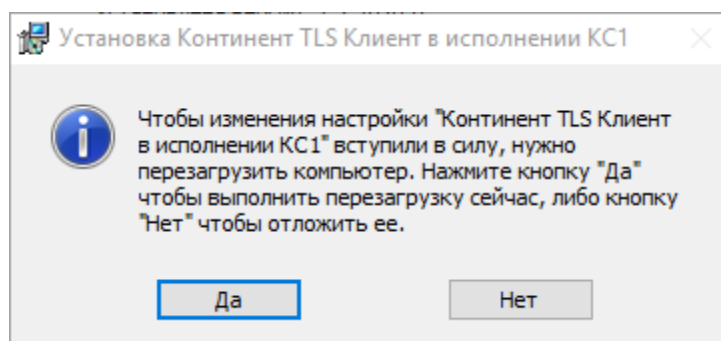 Установка Континент TLS Клиент в исполнении КС1
Чтобы изменения настройки "Континент TLS Клиент
в исполнении КС1" вступили в силу, нужно
перезагрузить компьютер. Нажмите кнопку "Да"
чтобы выполнить перезагрузку сейчас, либо кнопку
"Нет" чтобы отложить ее.
Да
Нет